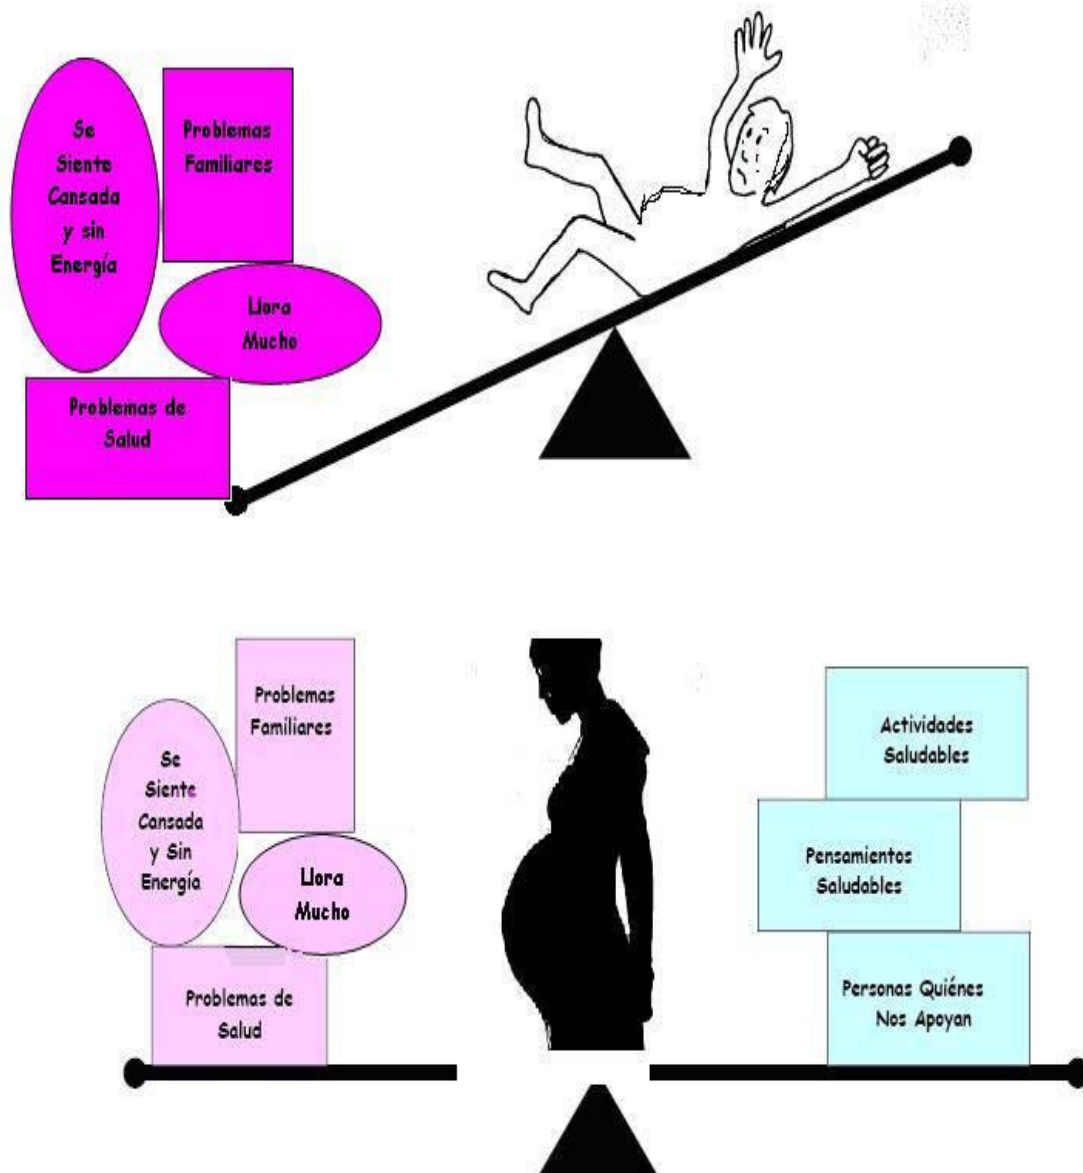 Se
Siente
Cansada
y sin
Energía
Problemas
Familiares
Llora
Mucho
Problemas de
Salud
Problemas
Familiares
Se
Siente
Cansada
y Sin
Energía
Llora
Mucho
Problemas de
Salud
Actividades
Saludables
Pensamientos
Saludables
Personas Quiénes
Nos Apoyan